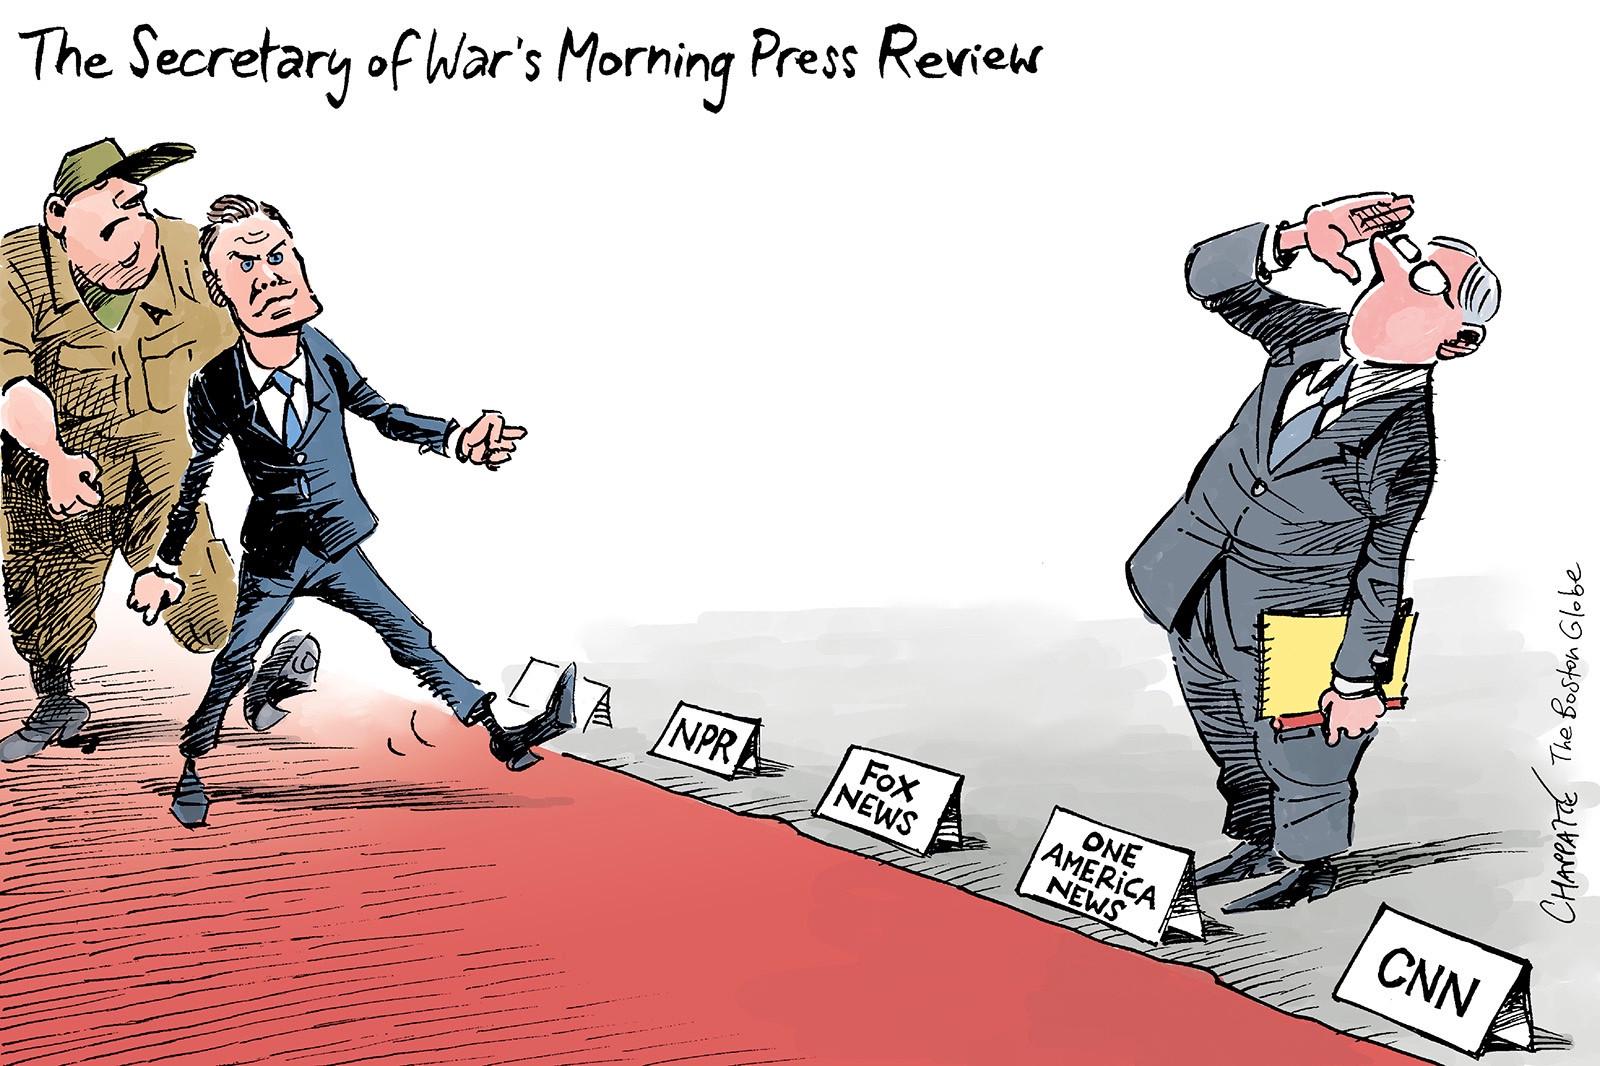 The Secretary of War's Morning Press Review
NPR
FOX
NEWS
ONE
AMERICA
NEWS
CNN
CHAPPATTE The Boston Globe